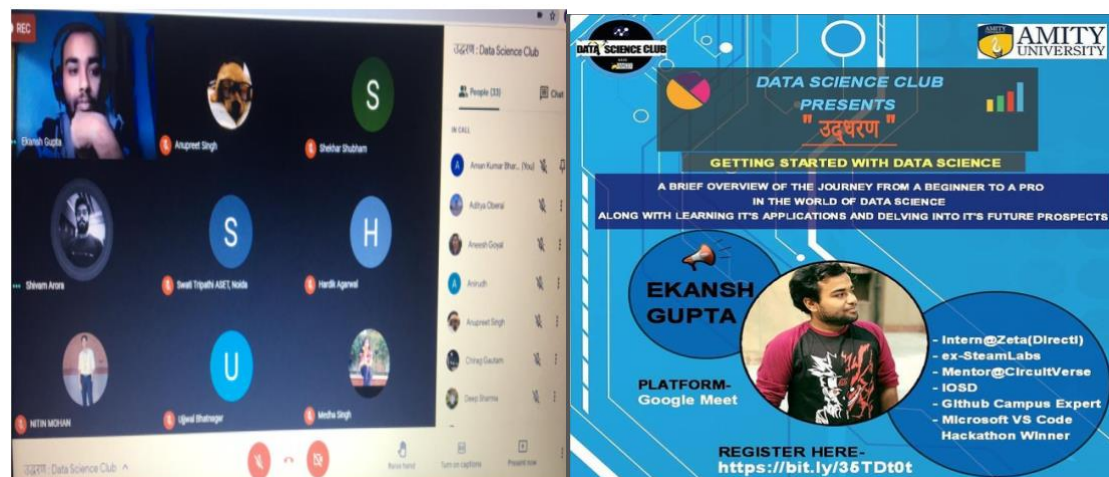 REC
Ekansh Gupta
Anupreet Singh
S
Shekhar Shubham
Shivam Arora
S
Swati Tripathi ASET, Noida
H
Hardik Agarwal
NITIN MOHAN
U
Ujjwal Bhatnagar
Medha Singh
उद्धरण : Data Science Club
People (33)
Chat
IN CALL
A
Aman Kumar Bhar... (You)
Aditya Oberai
Aneesh Goyal
A
Anirudh
Anupreet Singh
Chirag Gautam
Deep Sharma
उद्धरण : Data Science Club
Raise hand
Turn on captions
Present now
DATA SCIENCE CLUB
AMITY
UNIVERSITY
DATA SCIENCE CLUB
PRESENTS
" उद्धरण "
GETTING STARTED WITH DATA SCIENCE
A BRIEF OVERVIEW OF THE JOURNEY FROM A BEGINNER TO A PRO
IN THE WORLD OF DATA SCIENCE
ALONG WITH LEARNING IT'S APPLICATIONS AND DELVING INTO IT'S FUTURE PROSPECTS
EKANSH
GUPTA
- Intern@Zeta(Directi)
- ex-SteamLabs
- Mentor@CircuitVerse
- IOSD
- Github Campus Expert
- Microsoft VS Code
Hackathon Winner
PLATFORM-
Google Meet
REGISTER HERE-
https://bit.ly/35TDt0t